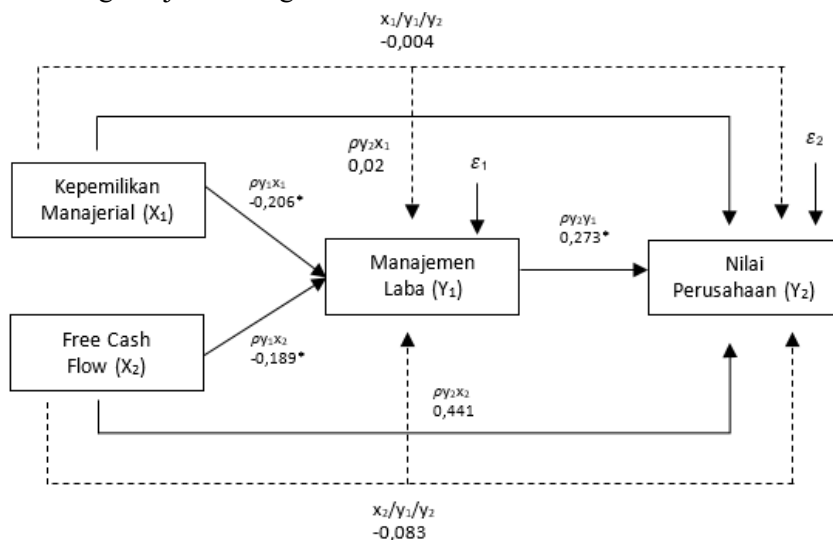 x₁/y₁/y₂
-0,004
ρy₂x₁
0,02
ε₁
ε₂
Kepemilikan
Manajerial (X₁)
ρy₁x₁
-0,206*
Manajemen
Laba (Y₁)
ρy₂y₁
0,273*
Nilai
Perusahaan (Y₂)
Free Cash
Flow (X₂)
ρy₁x₂
-0,189*
ρy₂x₂
0,441
x₂/y₁/y₂
-0,083